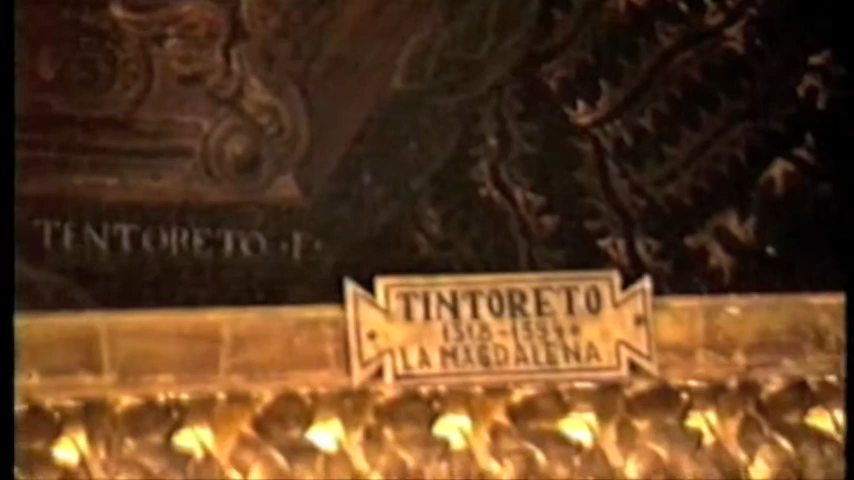 TENTORETO·F·
TINTORETO
1518-1594
LA MAGDALENA